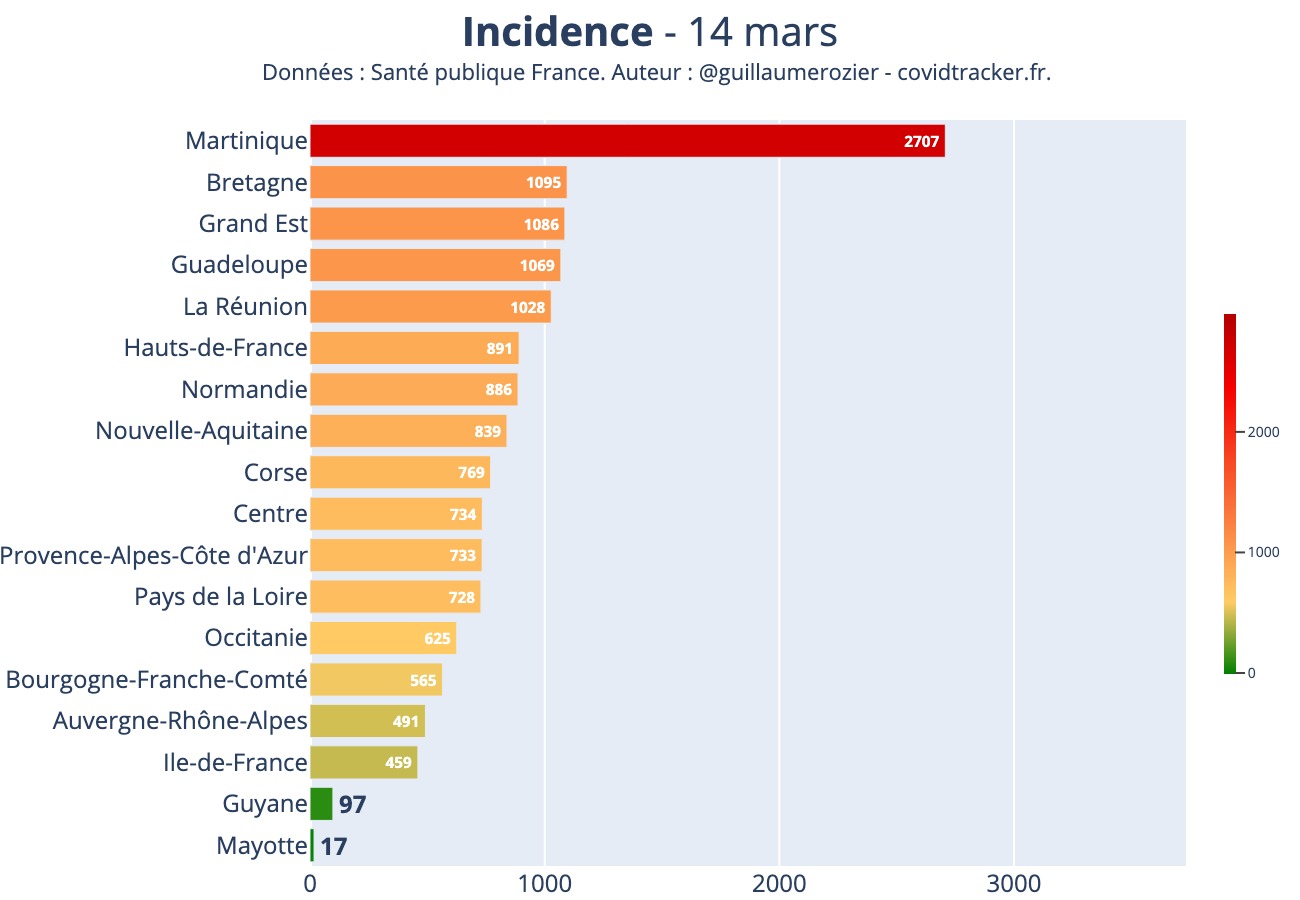 Incidence - 14 mars
Données : Santé publique France. Auteur : @guillaumerozier - covidtracker.fr.
Martinique 2707
Bretagne 1095
Grand Est 1086
Guadeloupe 1069
La Réunion 1028
Hauts-de-France 891
Normandie 886
Nouvelle-Aquitaine 839
Corse 769
Centre 734
Provence-Alpes-Côte d'Azur 733
Pays de la Loire 728
Occitanie 625
Bourgogne-Franche-Comté 565
Auvergne-Rhône-Alpes 491
Ile-de-France 459
Guyane 97
Mayotte 17
0 1000 2000 3000
2000
1000
0